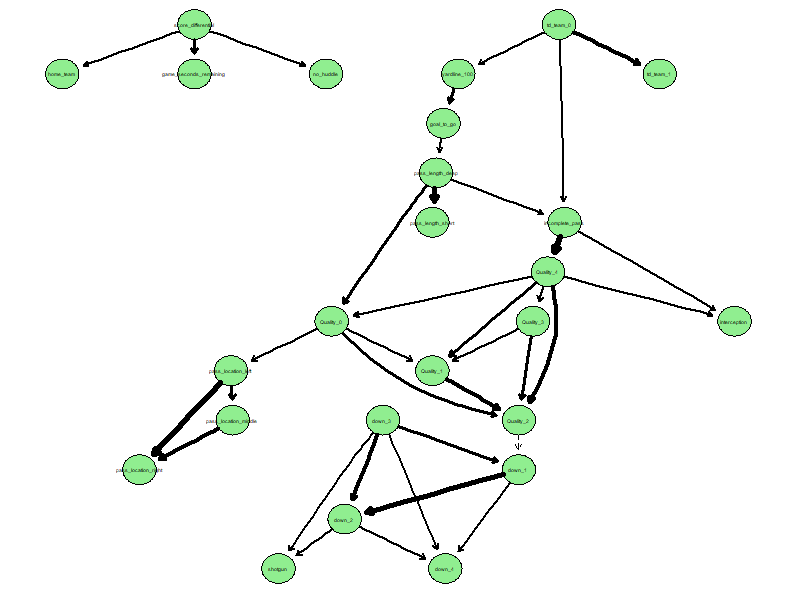 score_differential
td_team_0
home_team
game_seconds_remaining
no_huddle
yardline_100
td_team_1
goal_to_go
pass_length_deep
pass_length_short
incomplete_pass
Quality_4
Quality_0
Quality_3
interception
pass_location_left
Quality_1
pass_location_middle
down_3
Quality_2
pass_location_right
down_1
down_2
shotgun
down_4